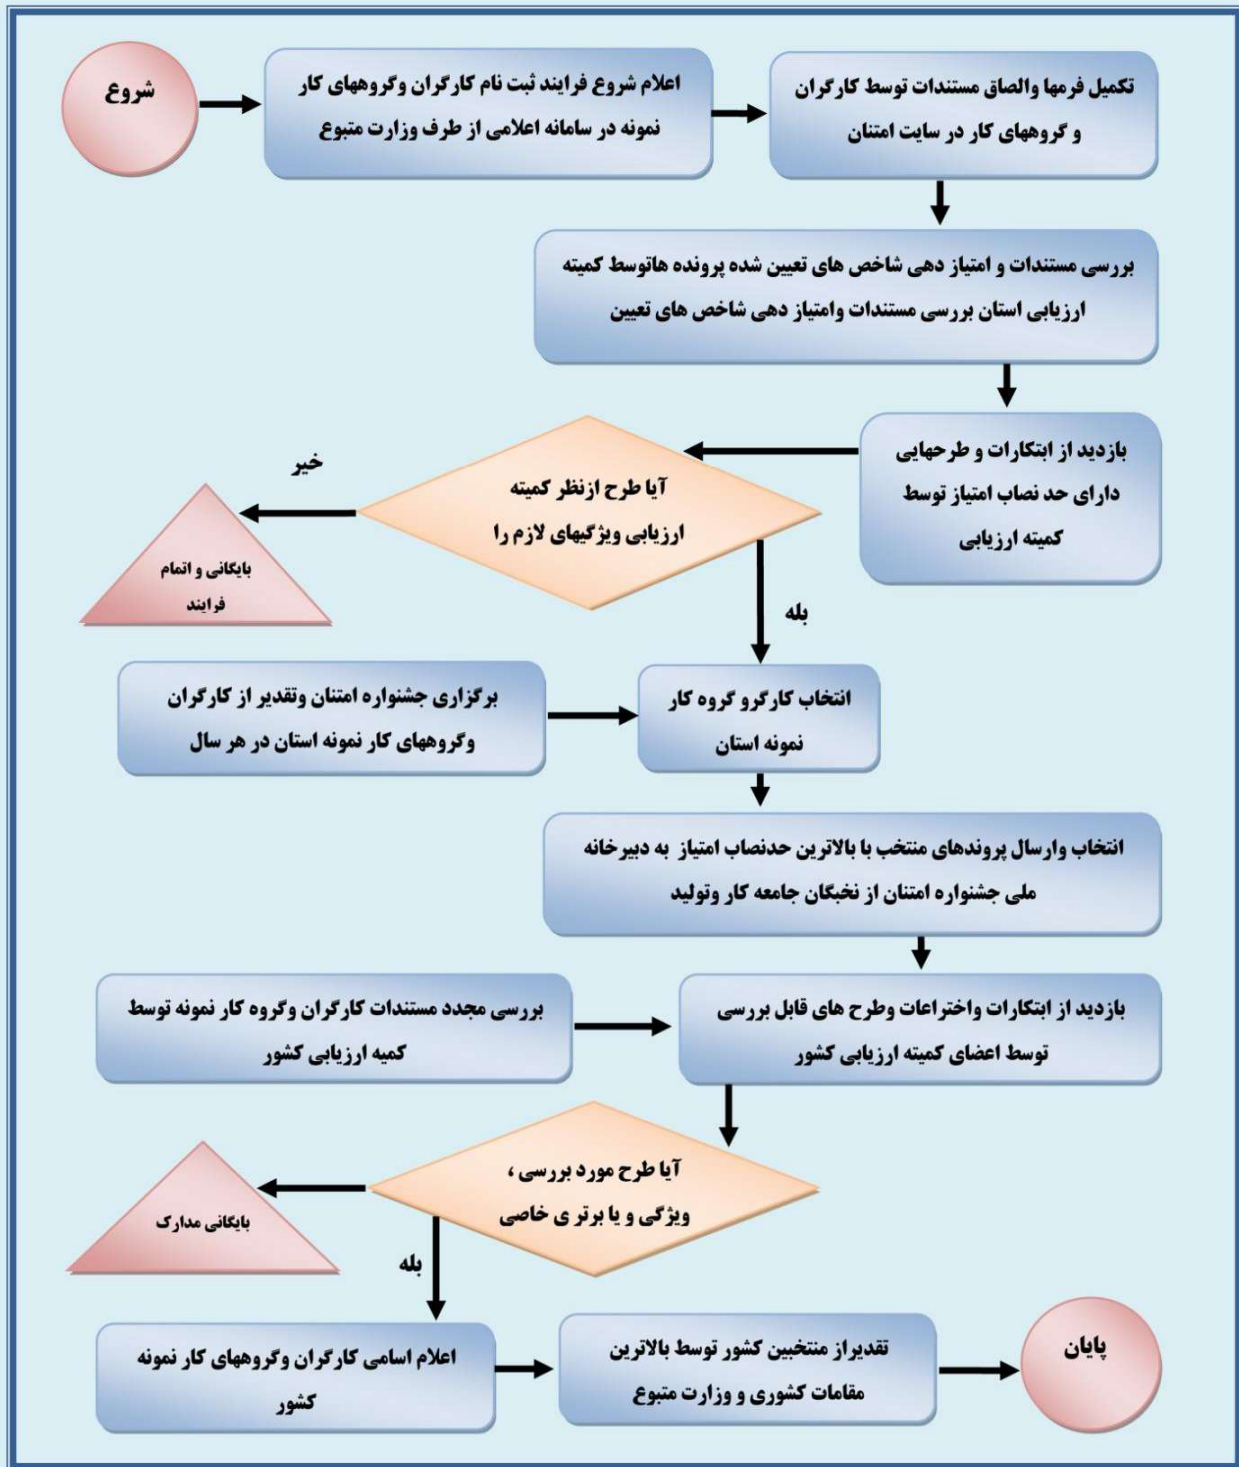 شروع
اعلام شروع فرایند ثبت نام کارگران وگروههای کار
نمونه در سامانه اعلامی از طرف وزارت متبوع
تکمیل فرمها والصاق مستندات توسط کارگران
و گروههای کار در سایت امتنان
بررسی مستندات و امتیاز دهی شاخص های تعیین شده پرونده هاتوسط کمیته
ارزیابی استان بررسی مستندات وامتیاز دهی شاخص های تعیین
بازدید از ابتکارات و طرحهایی
دارای حد نصاب امتیاز توسط
کمیته ارزیابی
آیا طرح ازنظر کمیته
ارزیابی ویژگیهای لازم را
خیر
بایگانی و اتمام
فرایند
بله
انتخاب کارگرو گروه کار
نمونه استان
برگزاری جشنواره امتنان وتقدیر از کارگران
وگروههای کار نمونه استان در هر سال
انتخاب وارسال پروندهای منتخب با بالاترین حدنصاب امتیاز به دبیرخانه
ملی جشنواره امتنان از نخبگان جامعه کار وتولید
بازدید از ابتکارات واختراعات وطرح های قابل بررسی
توسط اعضای کمیته ارزیابی کشور
بررسی مجدد مستندات کارگران وگروه کار نمونه توسط
کمیه ارزیابی کشور
آیا طرح مورد بررسی ،
ویژگی و یا برتر ی خاصی
بایگانی مدارک
بله
اعلام اسامی کارگران وگروههای کار نمونه
کشور
تقدیراز منتخبین کشور توسط بالاترین
مقامات کشوری و وزارت متبوع
پایان